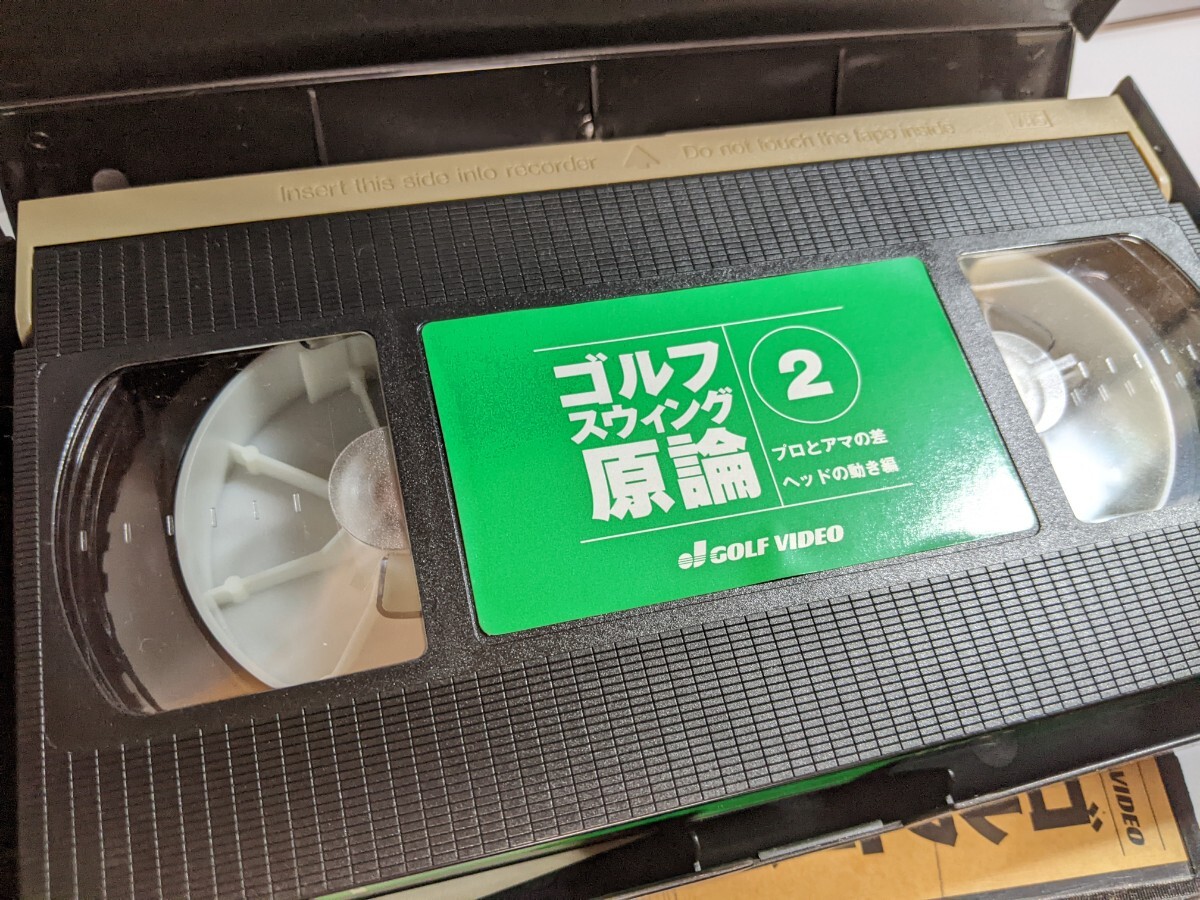 Insert this side into recorder
Do not touch the tape inside
VHS
ゴルフ
スウィング
原論
2
プロとアマの差
ヘッドの動き編
GOLF VIDEO
VIDEO